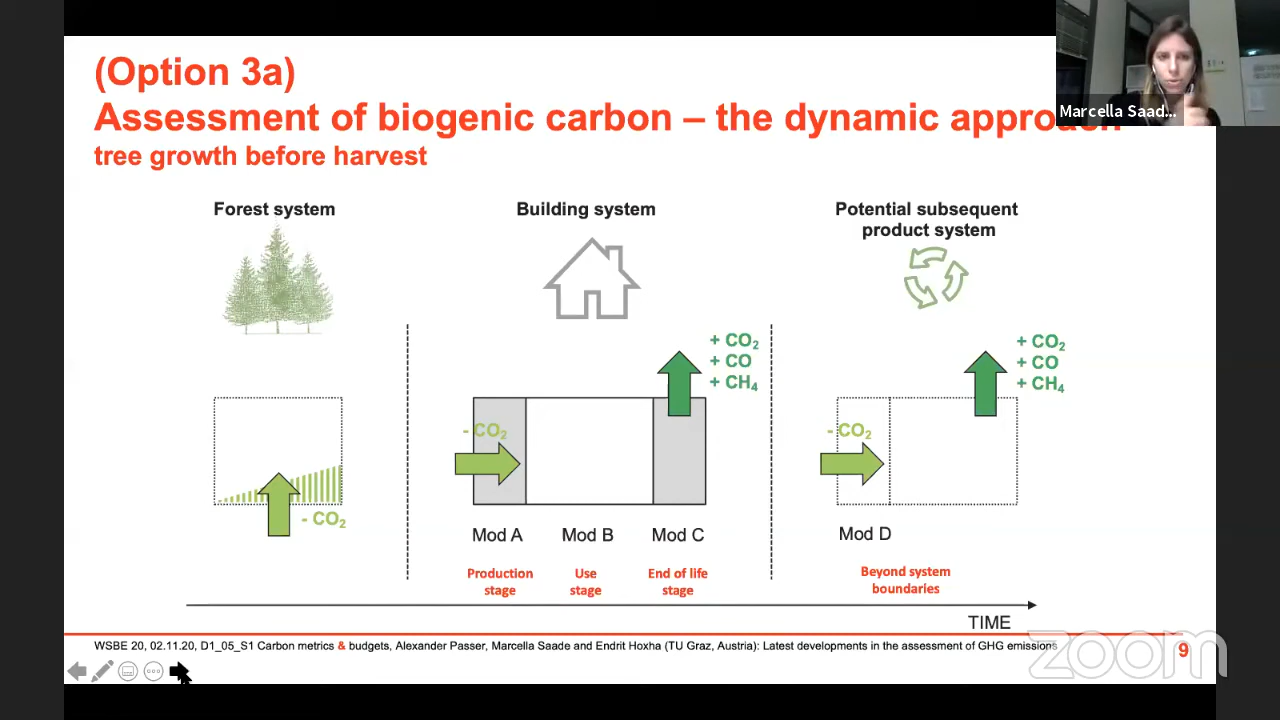 (Option 3a)
Assessment of biogenic carbon – the dynamic approach
tree growth before harvest
Marcella Saad...
Forest system
Building system
Potential subsequent
product system
+ CO₂
+ CO
+ CH₄
+ CO₂
+ CO
+ CH₄
- CO₂
- CO₂
- CO₂
Mod A
Mod B
Mod C
Mod D
Production
stage
Use
stage
End of life
stage
Beyond system
boundaries
TIME
WSBE 20, 02.11.20, D1_05_S1 Carbon metrics & budgets, Alexander Passer, Marcella Saade and Endrit Hoxha (TU Graz, Austria): Latest developments in the assessment of GHG emissions
9
zoom